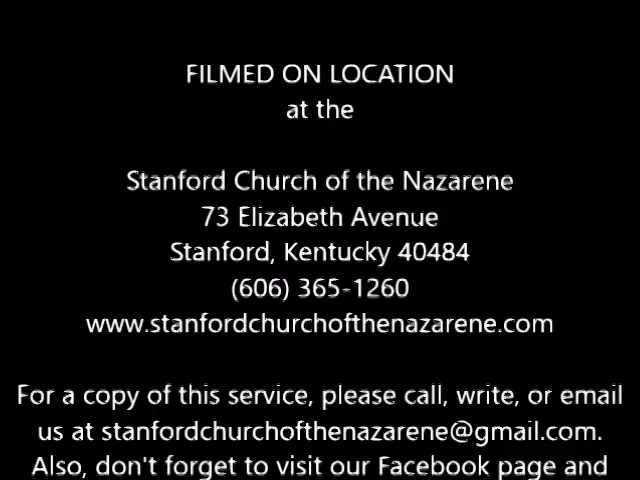 FILMED ON LOCATION
at the
Stanford Church of the Nazarene
73 Elizabeth Avenue
Stanford, Kentucky 40484
(606) 365-1260
www.stanfordchurchofthenazarene.com
For a copy of this service, please call, write, or email
us at stanfordchurchofthenazarene@gmail.com.
Also, don't forget to visit our Facebook page and